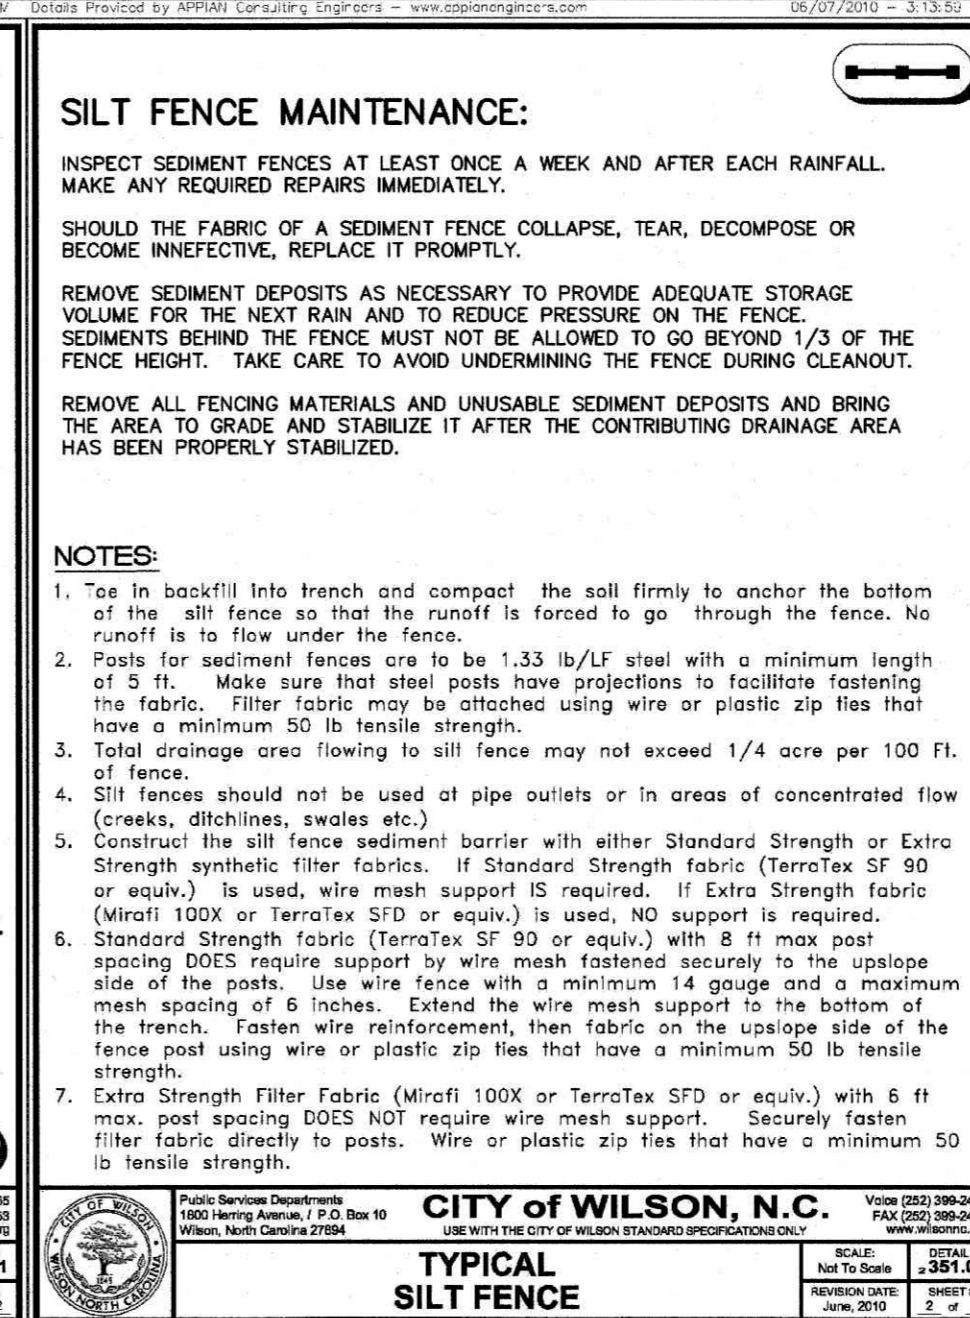 Details Provided by APPIAN Consulting Engineers – www.appianengineers.com 06/07/2010 – 3:13:59
SILT FENCE MAINTENANCE:
INSPECT SEDIMENT FENCES AT LEAST ONCE A WEEK AND AFTER EACH RAINFALL.
MAKE ANY REQUIRED REPAIRS IMMEDIATELY.
SHOULD THE FABRIC OF A SEDIMENT FENCE COLLAPSE, TEAR, DECOMPOSE OR
BECOME INNEFECTIVE, REPLACE IT PROMPTLY.
REMOVE SEDIMENT DEPOSITS AS NECESSARY TO PROVIDE ADEQUATE STORAGE
VOLUME FOR THE NEXT RAIN AND TO REDUCE PRESSURE ON THE FENCE.
SEDIMENTS BEHIND THE FENCE MUST NOT BE ALLOWED TO GO BEYOND 1/3 OF THE
FENCE HEIGHT. TAKE CARE TO AVOID UNDERMINING THE FENCE DURING CLEANOUT.
REMOVE ALL FENCING MATERIALS AND UNUSABLE SEDIMENT DEPOSITS AND BRING
THE AREA TO GRADE AND STABILIZE IT AFTER THE CONTRIBUTING DRAINAGE AREA
HAS BEEN PROPERLY STABILIZED.
NOTES:
1. Toe in backfill into trench and compact the soil firmly to anchor the bottom
of the silt fence so that the runoff is forced to go through the fence. No
runoff is to flow under the fence.
2. Posts for sediment fences are to be 1.33 lb/LF steel with a minimum length
of 5 ft. Make sure that steel posts have projections to facilitate fastening
the fabric. Filter fabric may be attached using wire or plastic zip ties that
have a minimum 50 lb tensile strength.
3. Total drainage area flowing to silt fence may not exceed 1/4 acre per 100 Ft.
of fence.
4. Silt fences should not be used at pipe outlets or in areas of concentrated flow
(creeks, ditchlines, swales etc.)
5. Construct the silt fence sediment barrier with either Standard Strength or Extra
Strength synthetic filter fabrics. If Standard Strength fabric (TerraTex SF 90
or equiv.) is used, wire mesh support IS required. If Extra Strength fabric
(Mirafi 100X or TerraTex SFD or equiv.) is used, NO support is required.
6. Standard Strength fabric (TerraTex SF 90 or equiv.) with 8 ft max post
spacing DOES require support by wire mesh fastened securely to the upslope
side of the posts. Use wire fence with a minimum 14 gauge and a maximum
mesh spacing of 6 inches. Extend the wire mesh support to the bottom of
the trench. Fasten wire reinforcement, then fabric on the upslope side of the
fence post using wire or plastic zip ties that have a minimum 50 lb tensile
strength.
7. Extra Strength Filter Fabric (Mirafi 100X or TerraTex SFD or equiv.) with 6 ft
max. post spacing DOES NOT require wire mesh support. Securely fasten
filter fabric directly to posts. Wire or plastic zip ties that have a minimum 50
lb tensile strength.
CITY OF WILSON
1849
NORTH CAROLINA
Public Services Departments
1800 Herring Avenue, / P.O. Box 10
Wilson, North Carolina 27894
CITY of WILSON, N.C.
USE WITH THE CITY OF WILSON STANDARD SPECIFICATIONS ONLY
Voice (252) 399-24
FAX (252) 399-24
www.wilsonnc.
TYPICAL
SILT FENCE
SCALE:
Not To Scale
DETAIL
2 351.0
REVISION DATE:
June, 2010
SHEET:
2 of